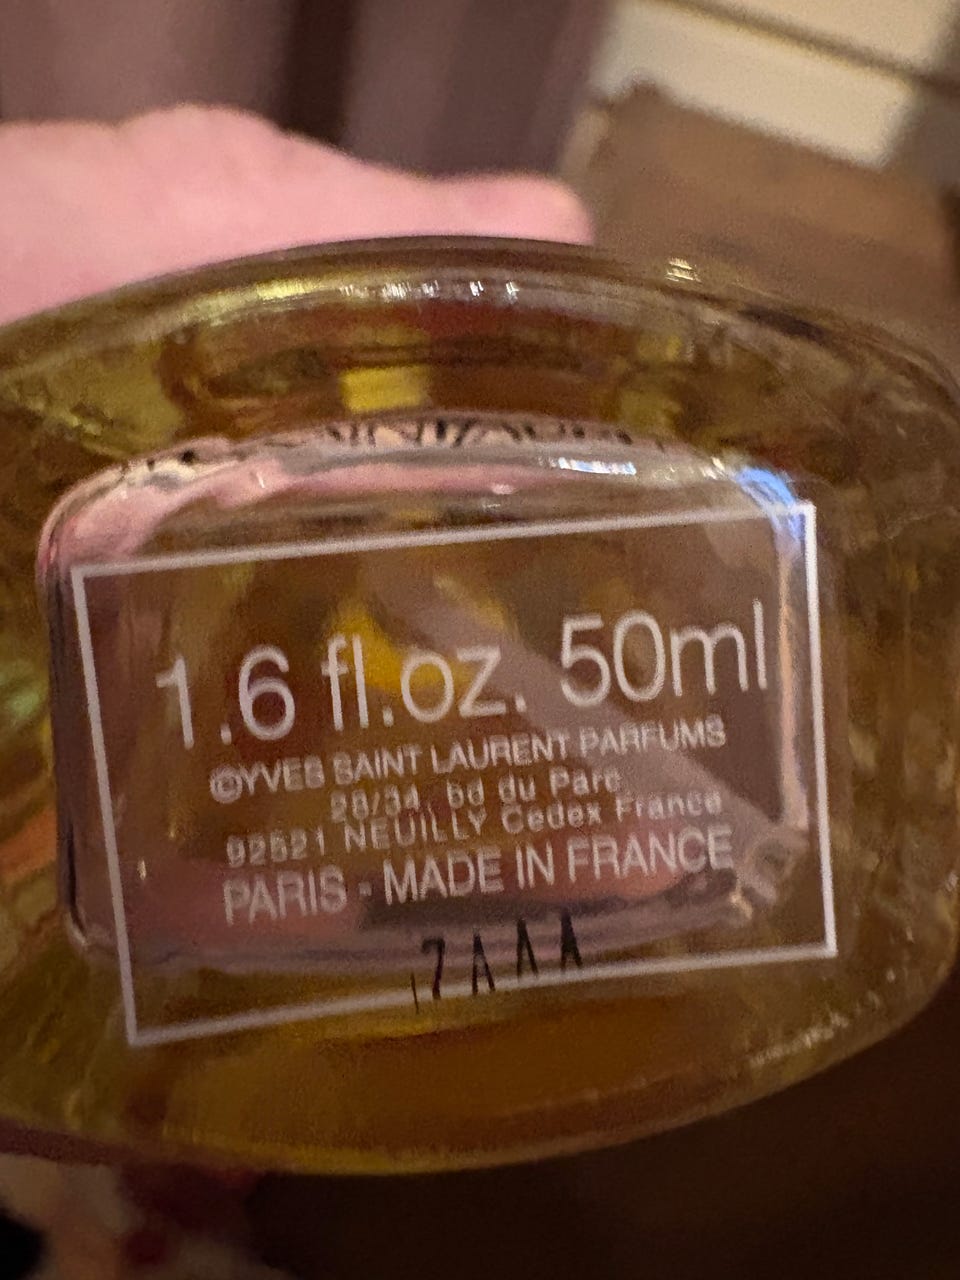 1.6 fl.oz. 50ml
©YVES SAINT LAURENT PARFUMS
28/34, bd du Parc
92521 NEUILLY Cedex France
PARIS - MADE IN FRANCE